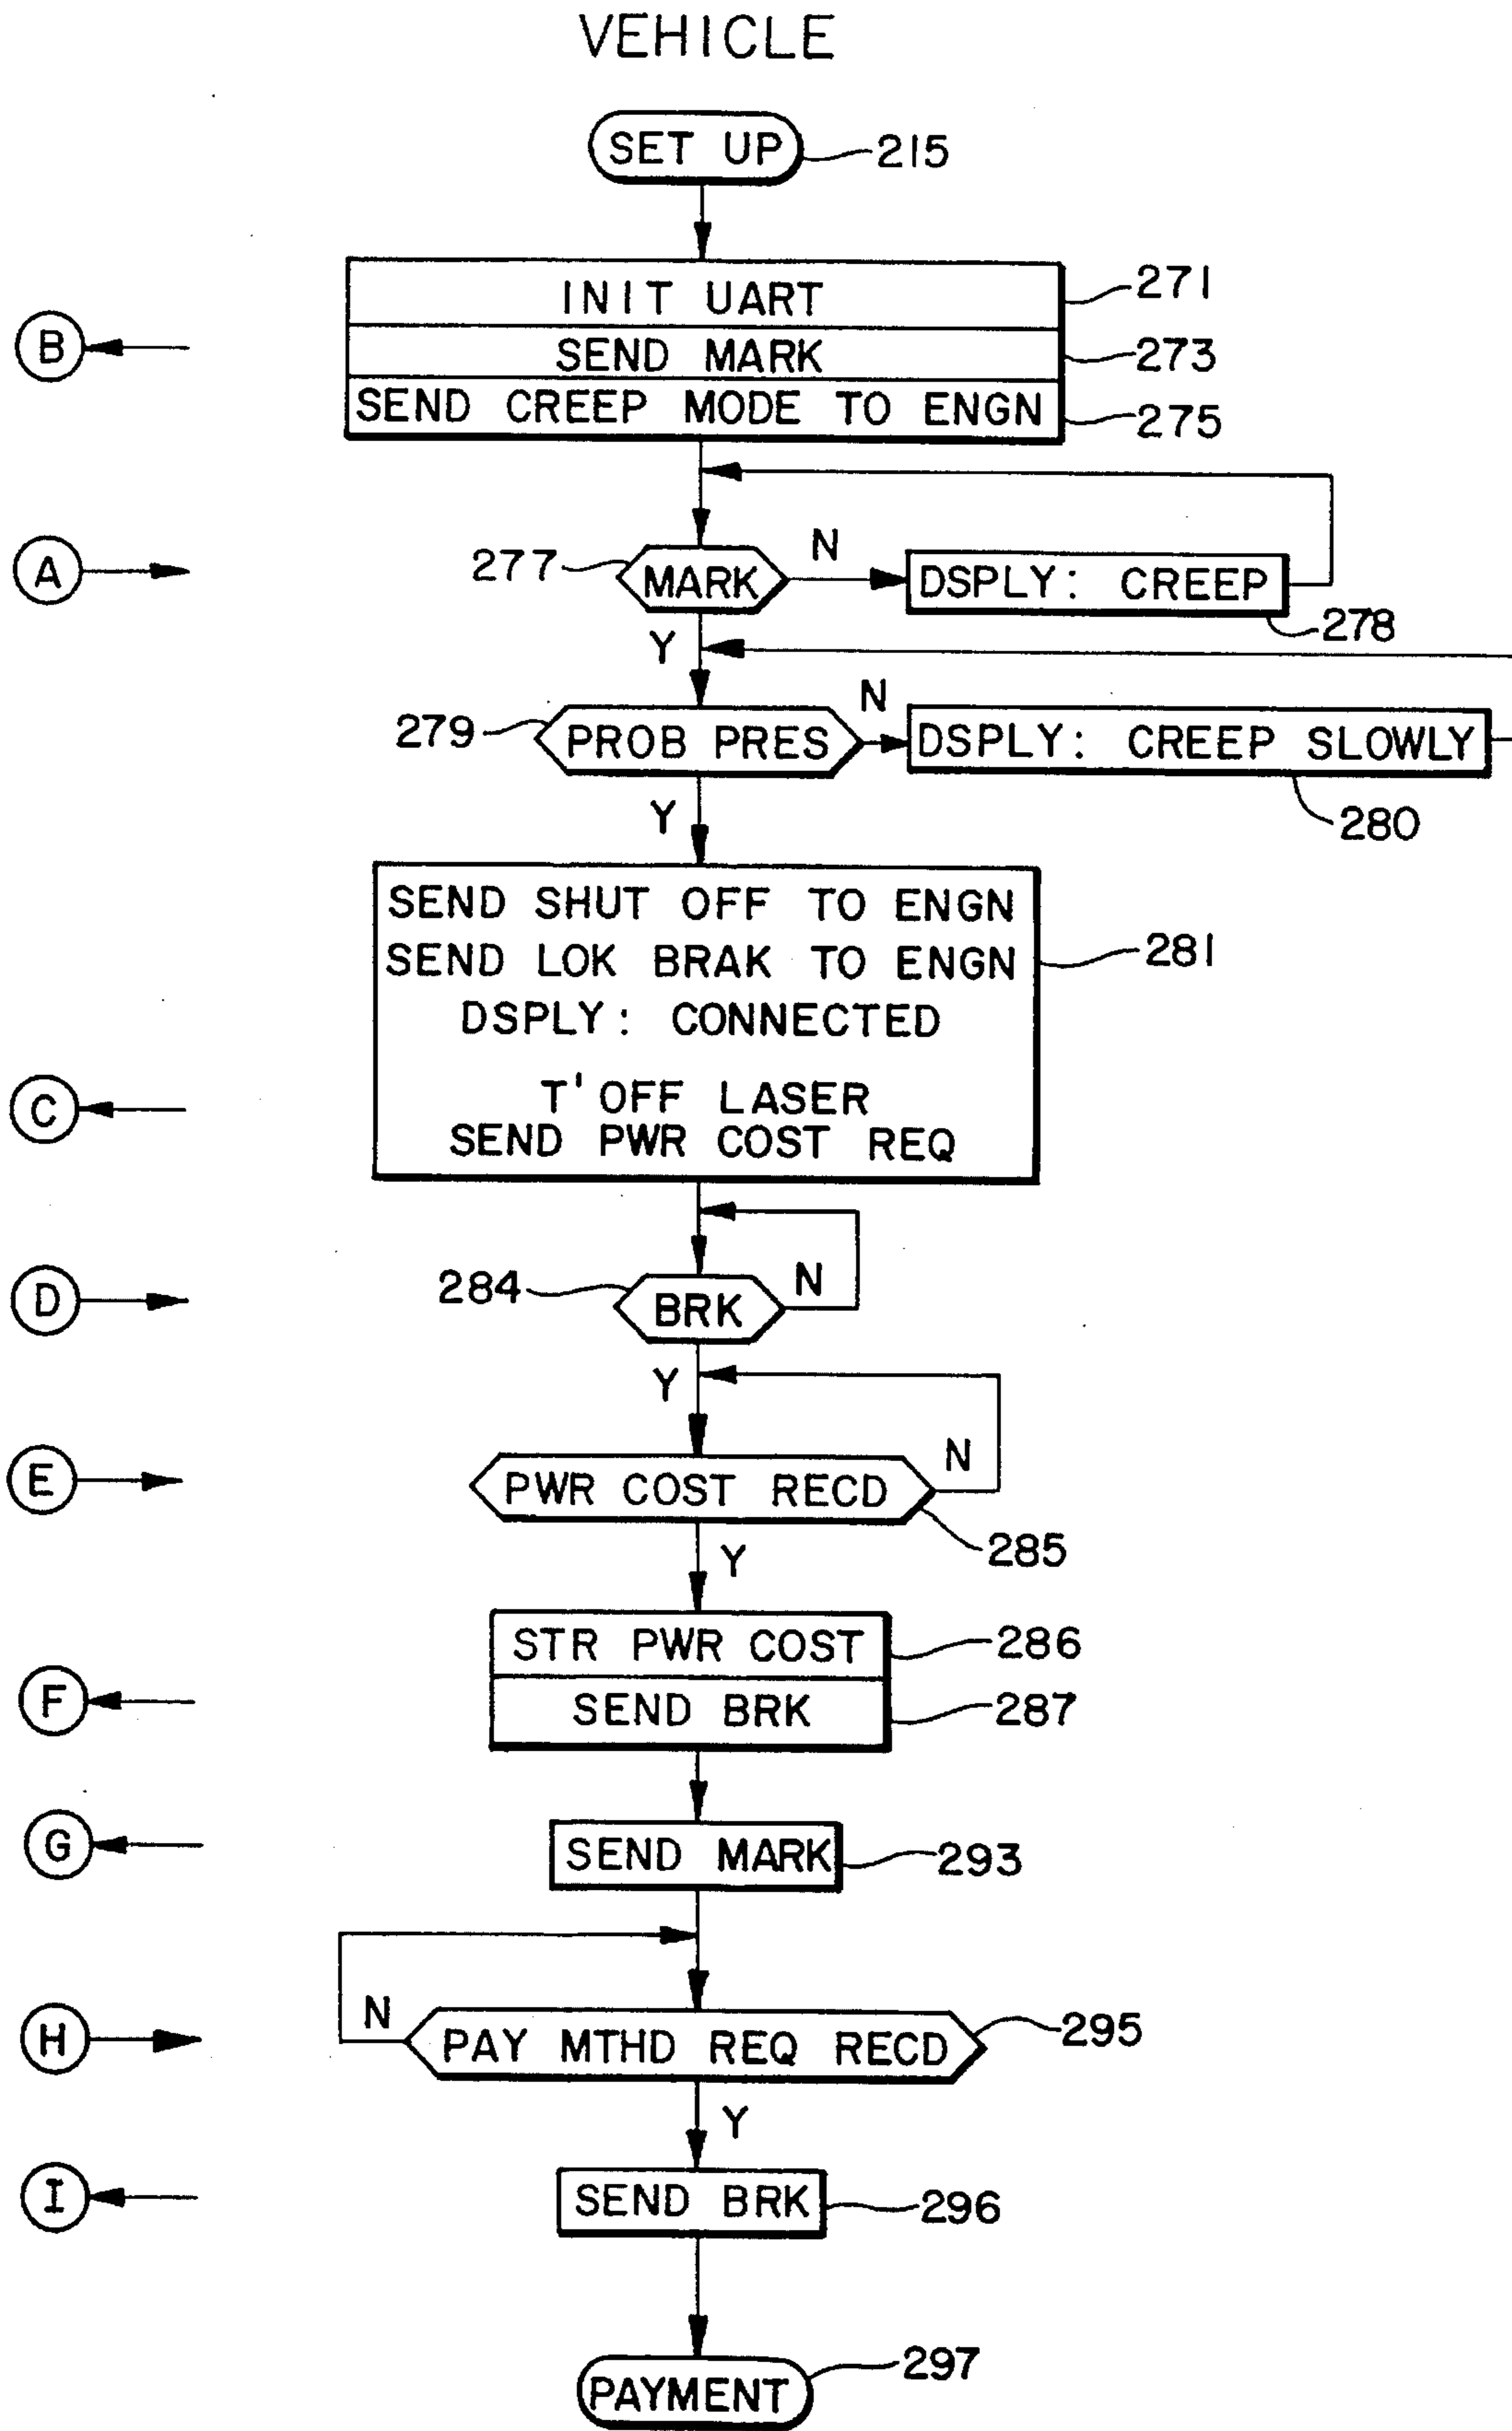 VEHICLE
SET UP
215
INIT UART
271
B
SEND MARK
273
SEND CREEP MODE TO ENGN
275
A
277
MARK
N
DSPLY: CREEP
278
Y
279
PROB PRES
N
DSPLY: CREEP SLOWLY
280
Y
SEND SHUT OFF TO ENGN
SEND LOK BRAK TO ENGN
281
DSPLY: CONNECTED
C
T'OFF LASER
SEND PWR COST REQ
D
284
BRK
N
Y
E
PWR COST RECD
N
285
Y
STR PWR COST
286
F
SEND BRK
287
G
SEND MARK
293
H
N
PAY MTHD REQ RECD
295
Y
I
SEND BRK
296
PAYMENT
297